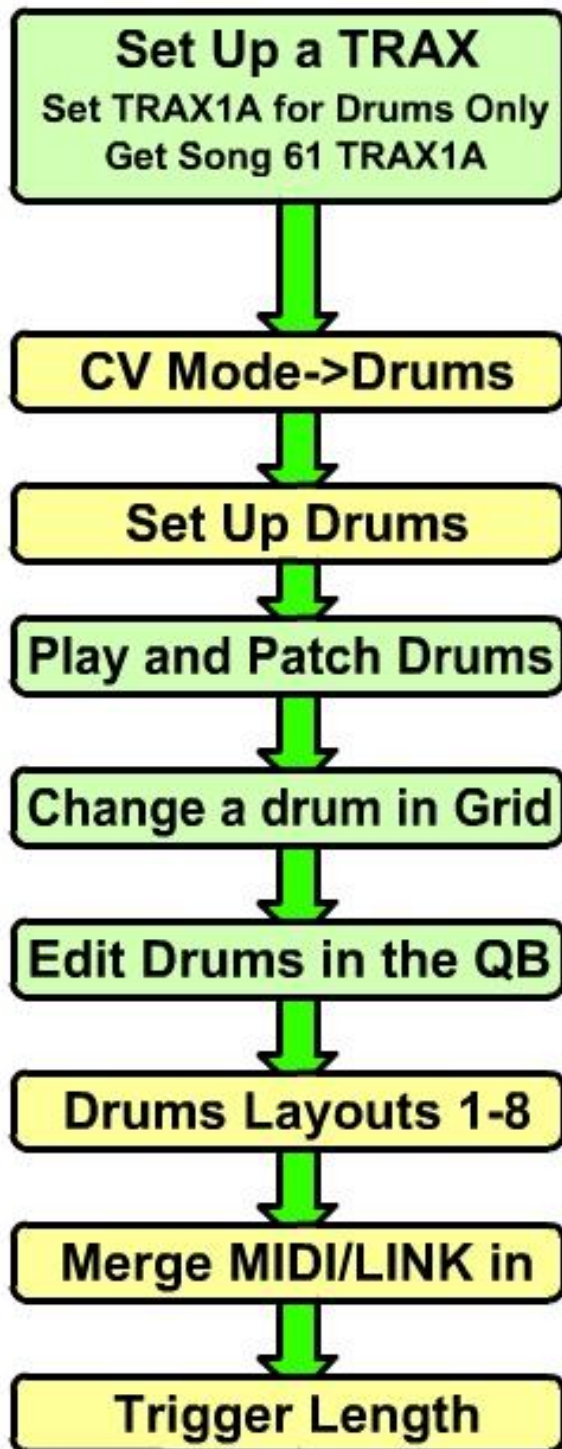 Set Up a TRAX
Set TRAX1A for Drums Only
Get Song 61 TRAX1A
CV Mode->Drums
Set Up Drums
Play and Patch Drums
Change a drum in Grid
Edit Drums in the QB
Drums Layouts 1-8
Merge MIDI/LINK in
Trigger Length